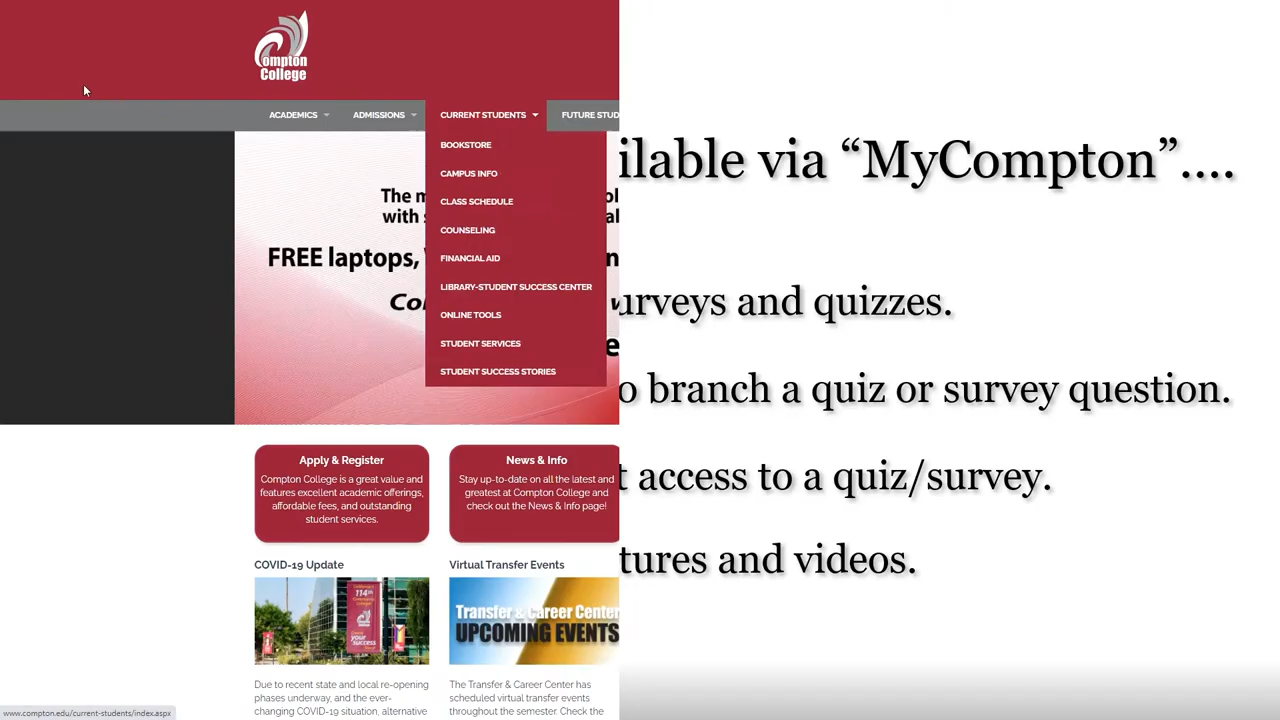 ompton
College
ACADEMICS
ADMISSIONS
CURRENT STUDENTS
FUTURE STUD
BOOKSTORE
CAMPUS INFO
CLASS SCHEDULE
COUNSELING
FINANCIAL AID
LIBRARY-STUDENT SUCCESS CENTER
ONLINE TOOLS
STUDENT SERVICES
STUDENT SUCCESS STORIES
The m
with s
FREE laptops,
Apply & Register
Compton College is a great value and
features excellent academic offerings,
affordable fees, and outstanding
student services.
News & Info
Stay up-to-date on all the latest and
greatest at Compton College and
check out the News & Info page!
COVID-19 Update
114th
your
success
Due to recent state and local re-opening
phases underway, and the ever-
changing COVID-19 situation, alternative
Virtual Transfer Events
Transfer & Career Center
UPCOMING EVENTS
The Transfer & Career Center has
scheduled virtual transfer events
throughout the semester. Check the
www.compton.edu/current-students/index.aspx
ilable via “MyCompton”....
urveys and quizzes.
o branch a quiz or survey question.
t access to a quiz/survey.
tures and videos.